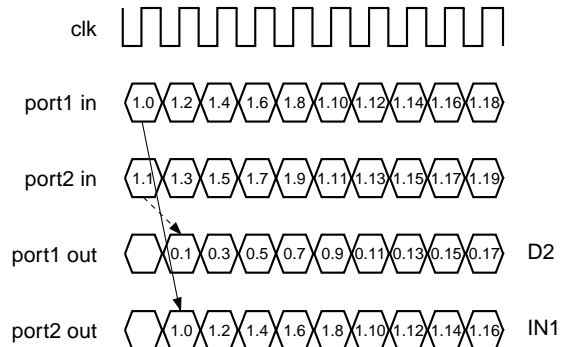 clk
port1 in 1.0 1.2 1.4 1.6 1.8 1.10 1.12 1.14 1.16 1.18
port2 in 1.1 1.3 1.5 1.7 1.9 1.11 1.13 1.15 1.17 1.19
port1 out 0.1 0.3 0.5 0.7 0.9 0.11 0.13 0.15 0.17 D2
port2 out 1.0 1.2 1.4 1.6 1.8 1.10 1.12 1.14 1.16 IN1